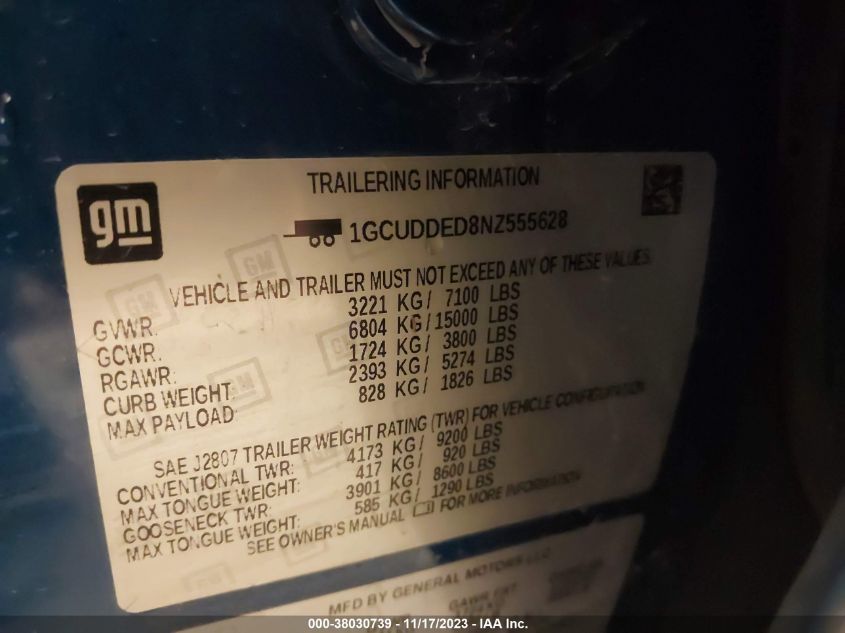 TRAILERING INFORMATION
gm
1GCUDDED8NZ555628
VEHICLE AND TRAILER MUST NOT EXCEED ANY OF THESE VALUES
GVWR: 3221 KG/ 7100 LBS
GCWR: 6804 KG/15000 LBS
RGAWR: 1724 KG/ 3800 LBS
CURB WEIGHT: 2393 KG/ 5274 LBS
MAX PAYLOAD: 828 KG/ 1826 LBS
SAE J2807 TRAILER WEIGHT RATING (TWR) FOR VEHICLE CONFIGURATION
CONVENTIONAL TWR: 4173 KG/ 9200 LBS
MAX TONGUE WEIGHT: 417 KG/ 920 LBS
GOOSENECK TWR: 3901 KG/ 8600 LBS
MAX TONGUE WEIGHT: 585 KG/ 1290 LBS
SEE OWNER'S MANUAL FOR MORE INFORMATION
MFD BY GENERAL MOTORS LLC
GAWR FRT
000-38030739 - 11/17/2023 - IAA Inc.